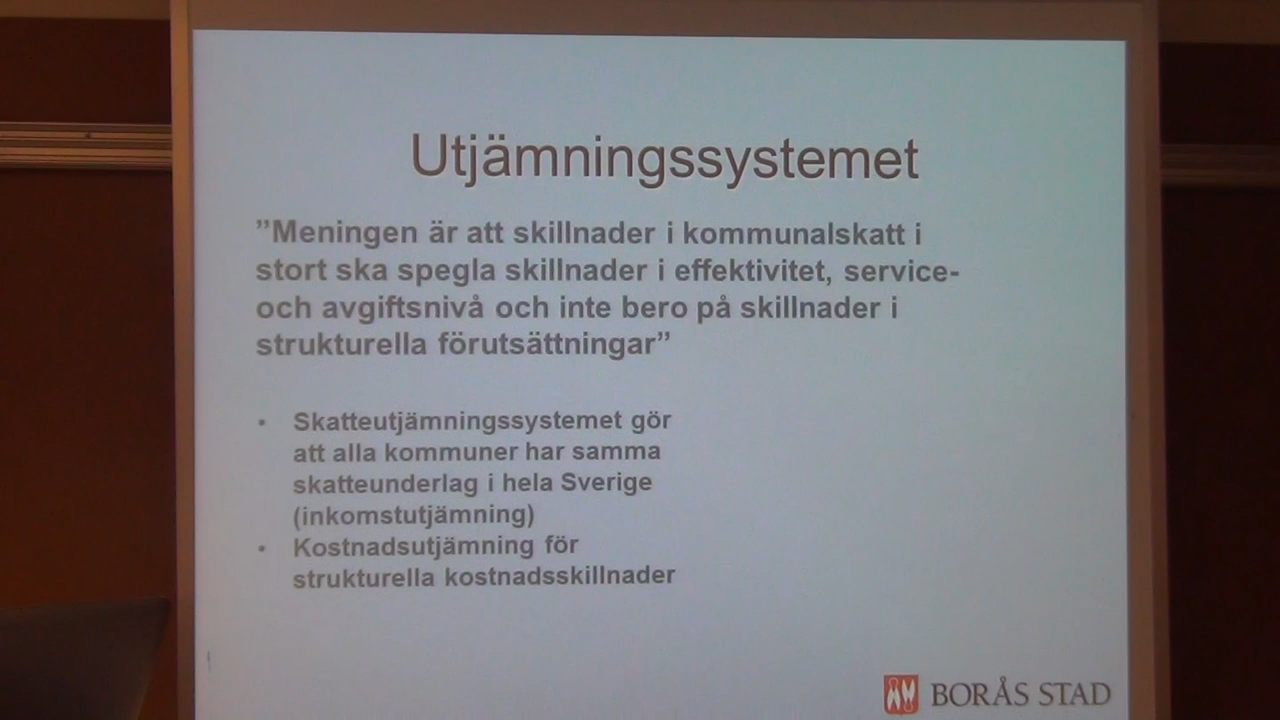 Utjämningssystemet
”Meningen är att skillnader i kommunalskatt i
stort ska spegla skillnader i effektivitet, service-
och avgiftsnivå och inte bero på skillnader i
strukturella förutsättningar”
• Skatteutjämningssystemet gör
att alla kommuner har samma
skatteunderlag i hela Sverige
(inkomstutjämning)
• Kostnadsutjämning för
strukturella kostnadsskillnader
BORÅS STAD